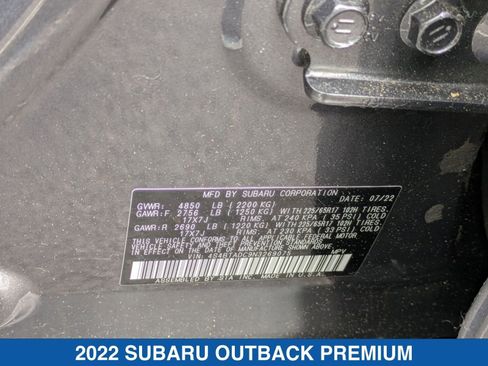 MFD BY SUBARU CORPORATION 07/22
GVWR: 4850 LB (2200 KG)
GAWR:F 2756 LB (1250 KG) WITH 225/65R17 102H TIRES.
17X7J RIMS. AT 240 KPA (35 PSI) COLD
GAWR:R 2690 LB (1220 KG) WITH 225/65R17 102H TIRES.
17X7J RIMS. AT 230 KPA (33 PSI) COLD
THIS VEHICLE CONFORMS TO ALL APPLICABLE FEDERAL
MOTOR VEHICLE SAFETY AND THEFT PREVENTION STANDARDS
IN EFFECT ON THE DATE OF MANUFACTURE SHOWN ABOVE.
VIN: 4S4BTADC9N3269075 MPV
ASSEMBLED BY SIA, INC. IN U.S.A.
2022 SUBARU OUTBACK PREMIUM